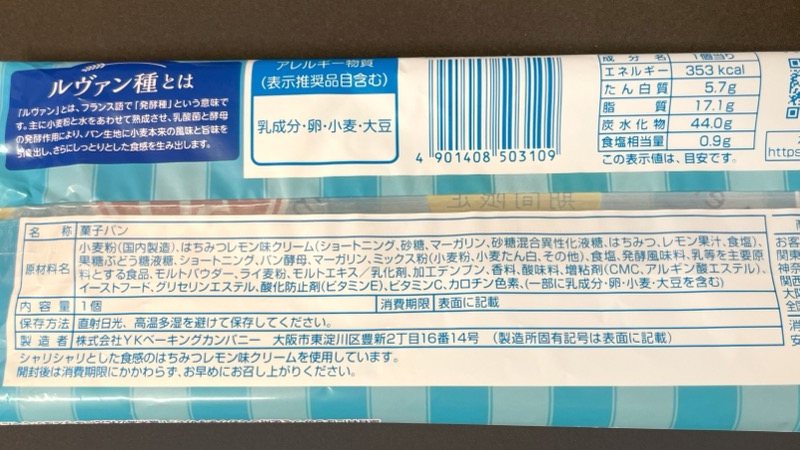 ルヴァン種とは
「ルヴァン」とは、フランス語で「発酵種」という意味で
す。主に小麦粉と水をあわせて熟成させ、乳酸菌と酵母
の発酵作用により、パン生地に小麦本来の風味と旨味を
引き出し、さらにしっとりとした食感を生み出します。
アレルギー物質
(表示推奨品目含む)
乳成分・卵・小麦・大豆
4 901408 503109
成分名 1個当り
エネルギー 353 kcal
たん白質 5.7g
脂質 17.1g
炭水化物 44.0g
食塩相当量 0.9g
この表示値は、目安です。
https
名称 菓子パン
原材料名 小麦粉(国内製造)、はちみつレモン味クリーム(ショートニング、砂糖、マーガリン、砂糖混合異性化液糖、はちみつ、レモン果汁、食塩)、
果糖ぶどう糖液糖、ショートニング、パン酵母、マーガリン、ミックス粉(小麦粉、小麦たん白、その他)、食塩、発酵風味料、乳等を主要原
料とする食品、モルトパウダー、ライ麦粉、モルトエキス/乳化剤、加工デンプン、香料、酸味料、増粘剤(CMC、アルギン酸エステル)、
イーストフード、グリセリンエステル、酸化防止剤(ビタミンE)、ビタミンC、カロチン色素、(一部に乳成分・卵・小麦・大豆を含む)
内容量 1個 消費期限 表面に記載
保存方法 直射日光、高温多湿を避けて保存してください。
製造者 株式会社YKベーキングカンパニー 大阪市東淀川区豊新2丁目16番14号 (製造所固有記号は表面に記載)
シャリシャリとした食感のはちみつレモン味クリームを使用しています。
開封後は消費期限にかかわらず、お早めにお召し上がりください。
お客
関東
神奈
関西
大阪
全国